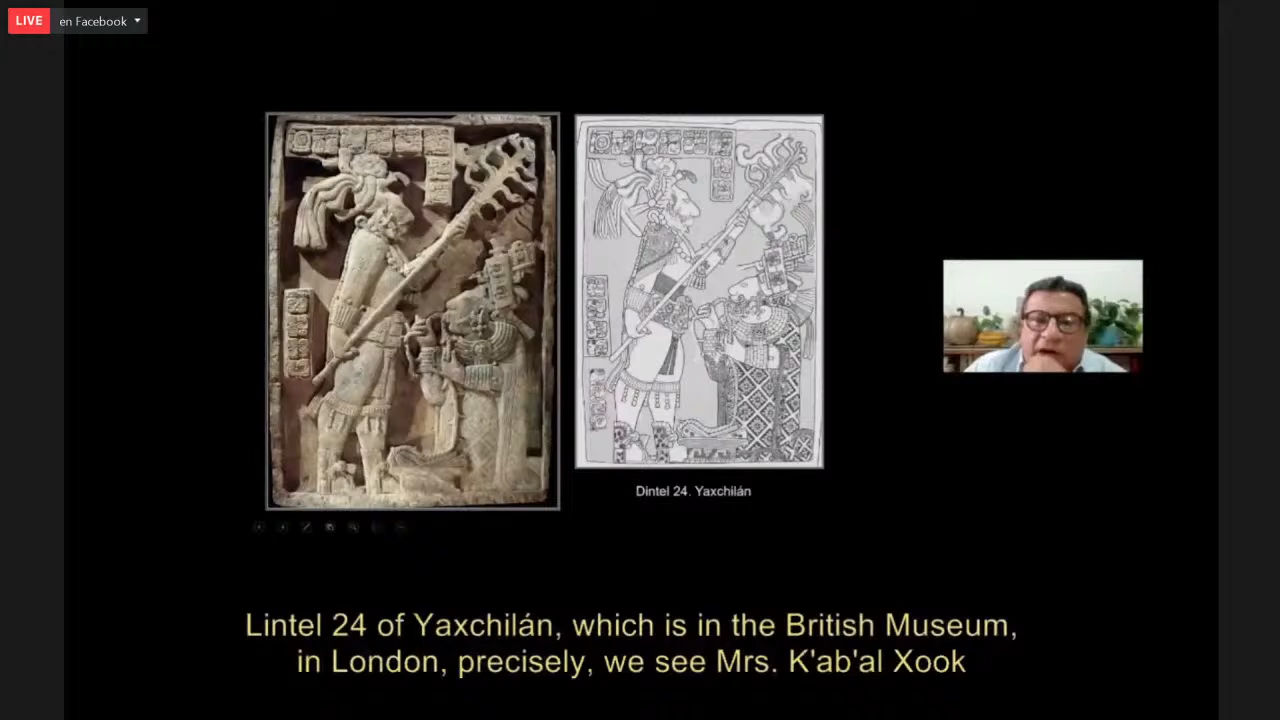 LIVE en Facebook
Dintel 24. Yaxchilán
Lintel 24 of Yaxchilán, which is in the British Museum,
in London, precisely, we see Mrs. K'ab'al Xook